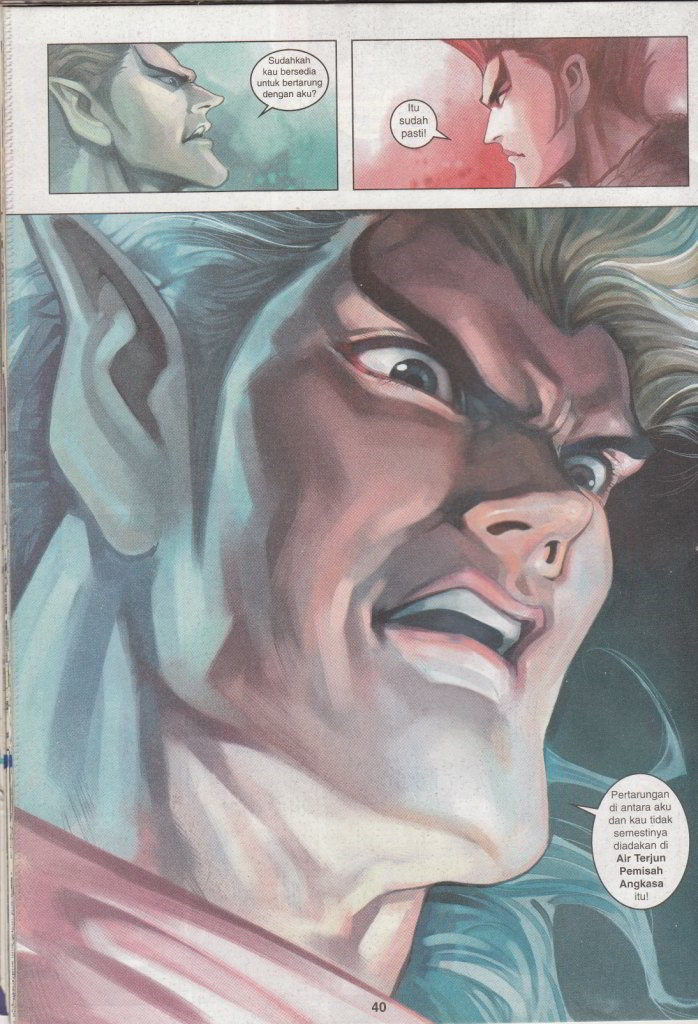 Sudahkah
kau bersedia
untuk bertarung
dengan aku?
Itu
sudah
pasti!
Pertarungan
di antara aku
dan kau tidak
semestinya
diadakan di
Air Terjun
Pemisah
Angkasa
itu!
40